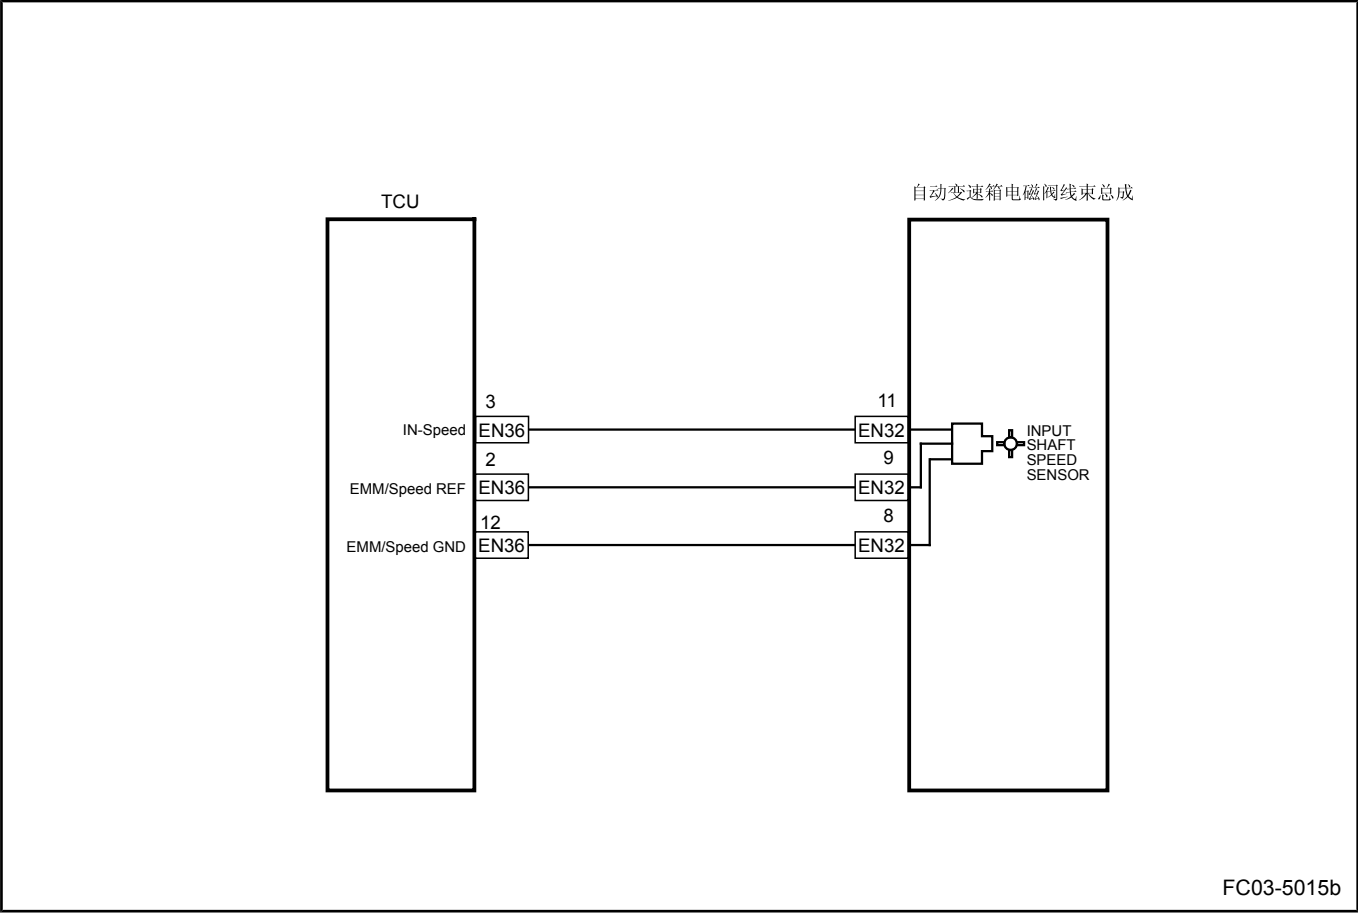 TCU
自动变速箱电磁阀线束总成
3
11
IN-Speed
EN36
EN32
INPUT
SHAFT
SPEED
SENSOR
2
9
EMM/Speed REF
EN36
EN32
12
8
EMM/Speed GND
EN36
EN32
FC03-5015b